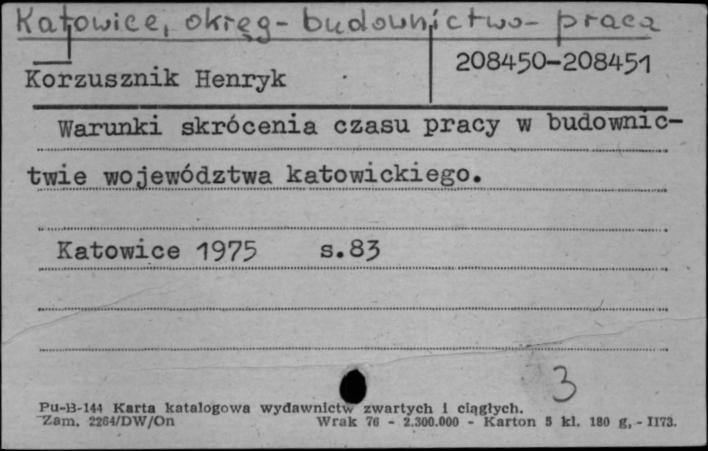 Katowice, okręg - budownictwo - praca
Korzusznik Henryk
208450-208451
Warunki skrócenia czasu pracy w budownic-
twie województwa katowickiego.
Katowice 1975 s.83
3
Pu-B-144 Karta katalogowa wydawnictw zwartych i ciągłych.
Zam. 2264/DW/On Wrak 76 - 2.300.000 - Karton 5 kl. 180 g, - II73.